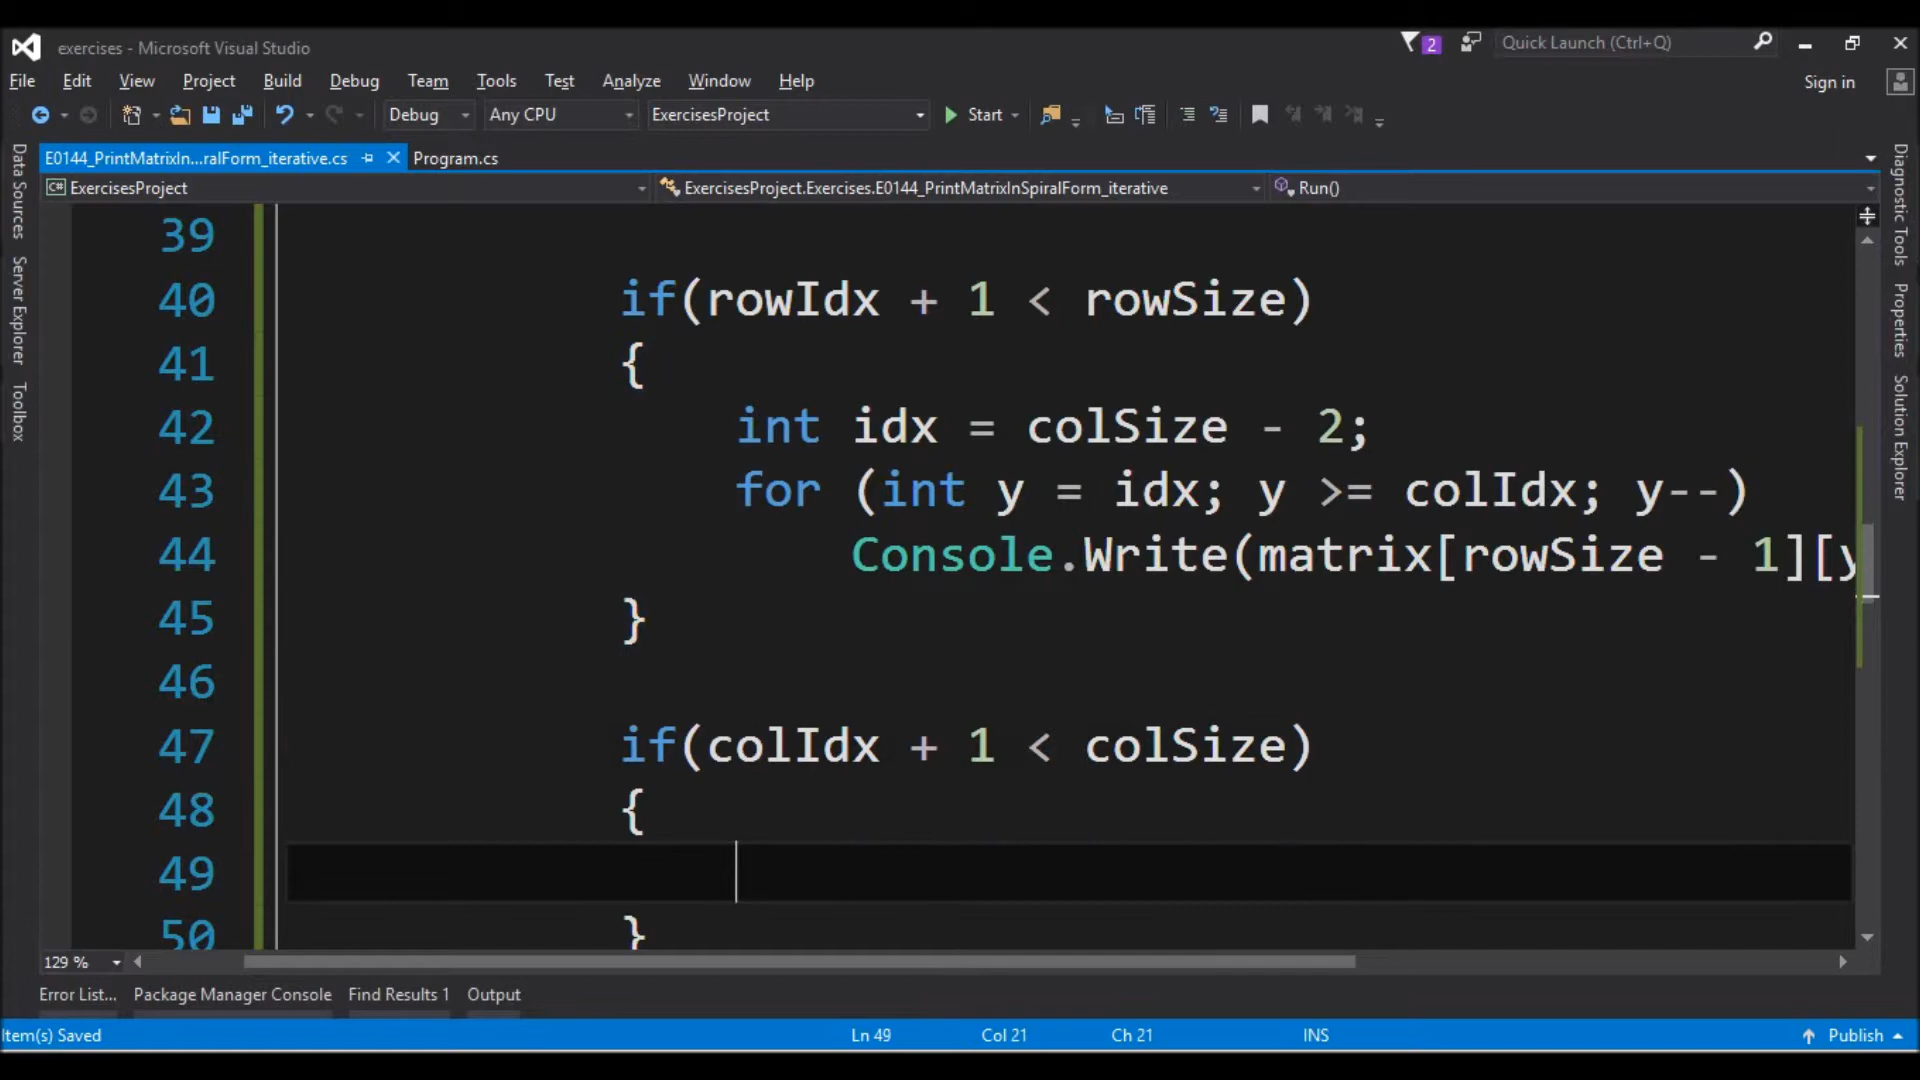 exercises - Microsoft Visual Studio
2
Quick Launch (Ctrl+Q)
File Edit View Project Build Debug Team Tools Test Analyze Window Help
Sign in
Debug Any CPU ExercisesProject Start
E0144_PrintMatrixIn...ralForm_iterative.cs Program.cs
C# ExercisesProject ExercisesProject.Exercises.E0144_PrintMatrixInSpiralForm_iterative Run()
Data Sources
Server Explorer
Toolbox
39
40 if(rowIdx + 1 < rowSize)
41 {
42 int idx = colSize - 2;
43 for (int y = idx; y >= colIdx; y--)
44 Console.Write(matrix[rowSize - 1][y
45 }
46
47 if(colIdx + 1 < colSize)
48 {
49
50 }
Diagnostic Tools
Properties
Solution Explorer
129 %
Error List... Package Manager Console Find Results 1 Output
Item(s) Saved Ln 49 Col 21 Ch 21 INS Publish